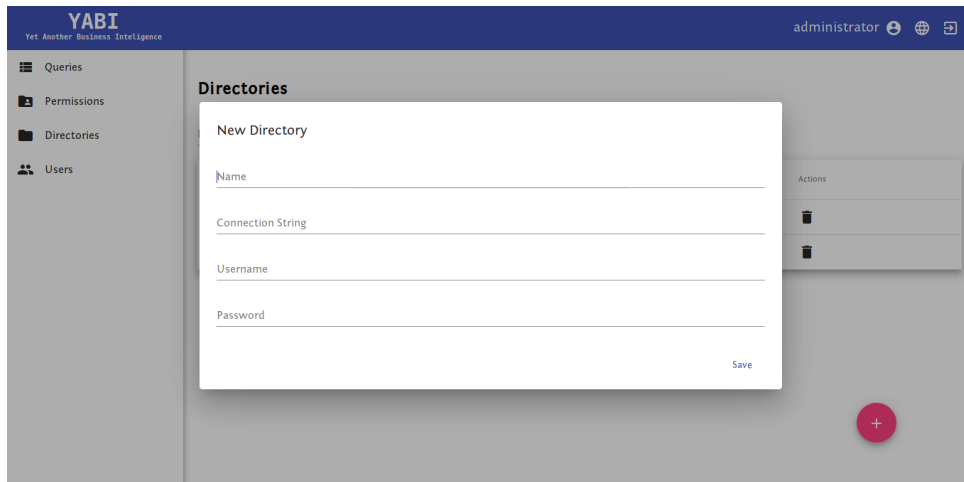 YABI
Yet Another Business Inteligence
administrator
Queries
Permissions
Directories
Users
Directories
New Directory
Name
Connection String
Username
Password
Save
Actions